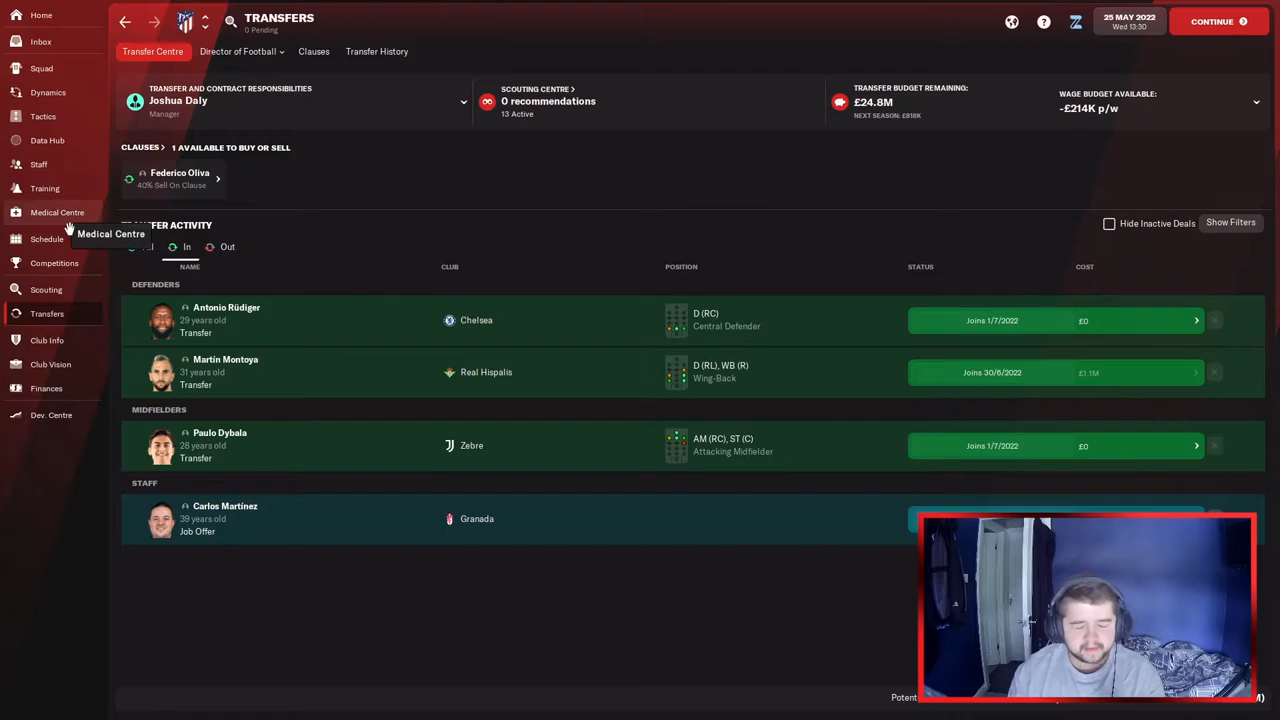 Home
Inbox
Squad
Dynamics
Tactics
Data Hub
Staff
Training
Medical Centre
Medical Centre
Schedule
Competitions
Scouting
Transfers
Club Info
Club Vision
Finances
Dev. Centre
TRANSFERS
0 Pending
25 MAY 2022
Wed 13:30
CONTINUE
Transfer Centre
Director of Football
Clauses
Transfer History
TRANSFER AND CONTRACT RESPONSIBILITIES
Joshua Daly
Manager
SCOUTING CENTRE >
0 recommendations
13 Active
TRANSFER BUDGET REMAINING:
£24.8M
NEXT SEASON: £816K
WAGE BUDGET AVAILABLE:
-£214K p/w
CLAUSES > 1 AVAILABLE TO BUY OR SELL
Federico Oliva
40% Sell On Clause
TRANSFER ACTIVITY
Hide Inactive Deals
Show Filters
In
Out
NAME CLUB POSITION STATUS COST
DEFENDERS
Antonio Rüdiger
29 years old
Transfer
Chelsea
D (RC)
Central Defender
Joins 1/7/2022
£0
Martín Montoya
31 years old
Transfer
Real Hispalis
D (RL), WB (R)
Wing-Back
Joins 30/6/2022
£1.1M
MIDFIELDERS
Paulo Dybala
28 years old
Transfer
Zebre
AM (RC), ST (C)
Attacking Midfielder
Joins 1/7/2022
£0
STAFF
Carlos Martínez
39 years old
Job Offer
Granada